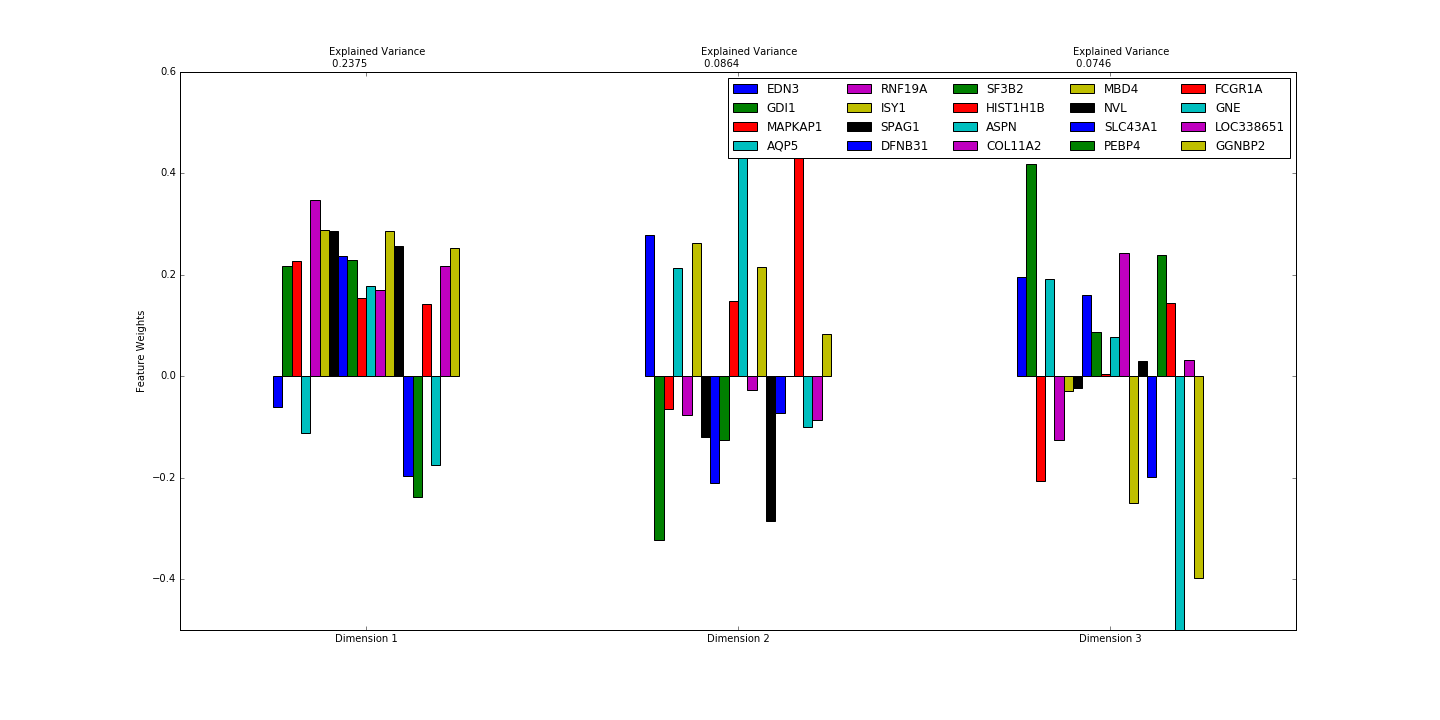 Explained Variance Explained Variance Explained Variance
0.2375 0.0864 0.0746
0.6
EDN3 RNF19A SF3B2 MBD4 FCGR1A
GDI1 ISY1 HIST1H1B NVL GNE
MAPKAP1 SPAG1 ASPN SLC43A1 LOC338651
AQP5 DFNB31 COL11A2 PEBP4 GGNBP2
0.4
0.2
0.0
Feature Weights
−0.2
−0.4
Dimension 1 Dimension 2 Dimension 3